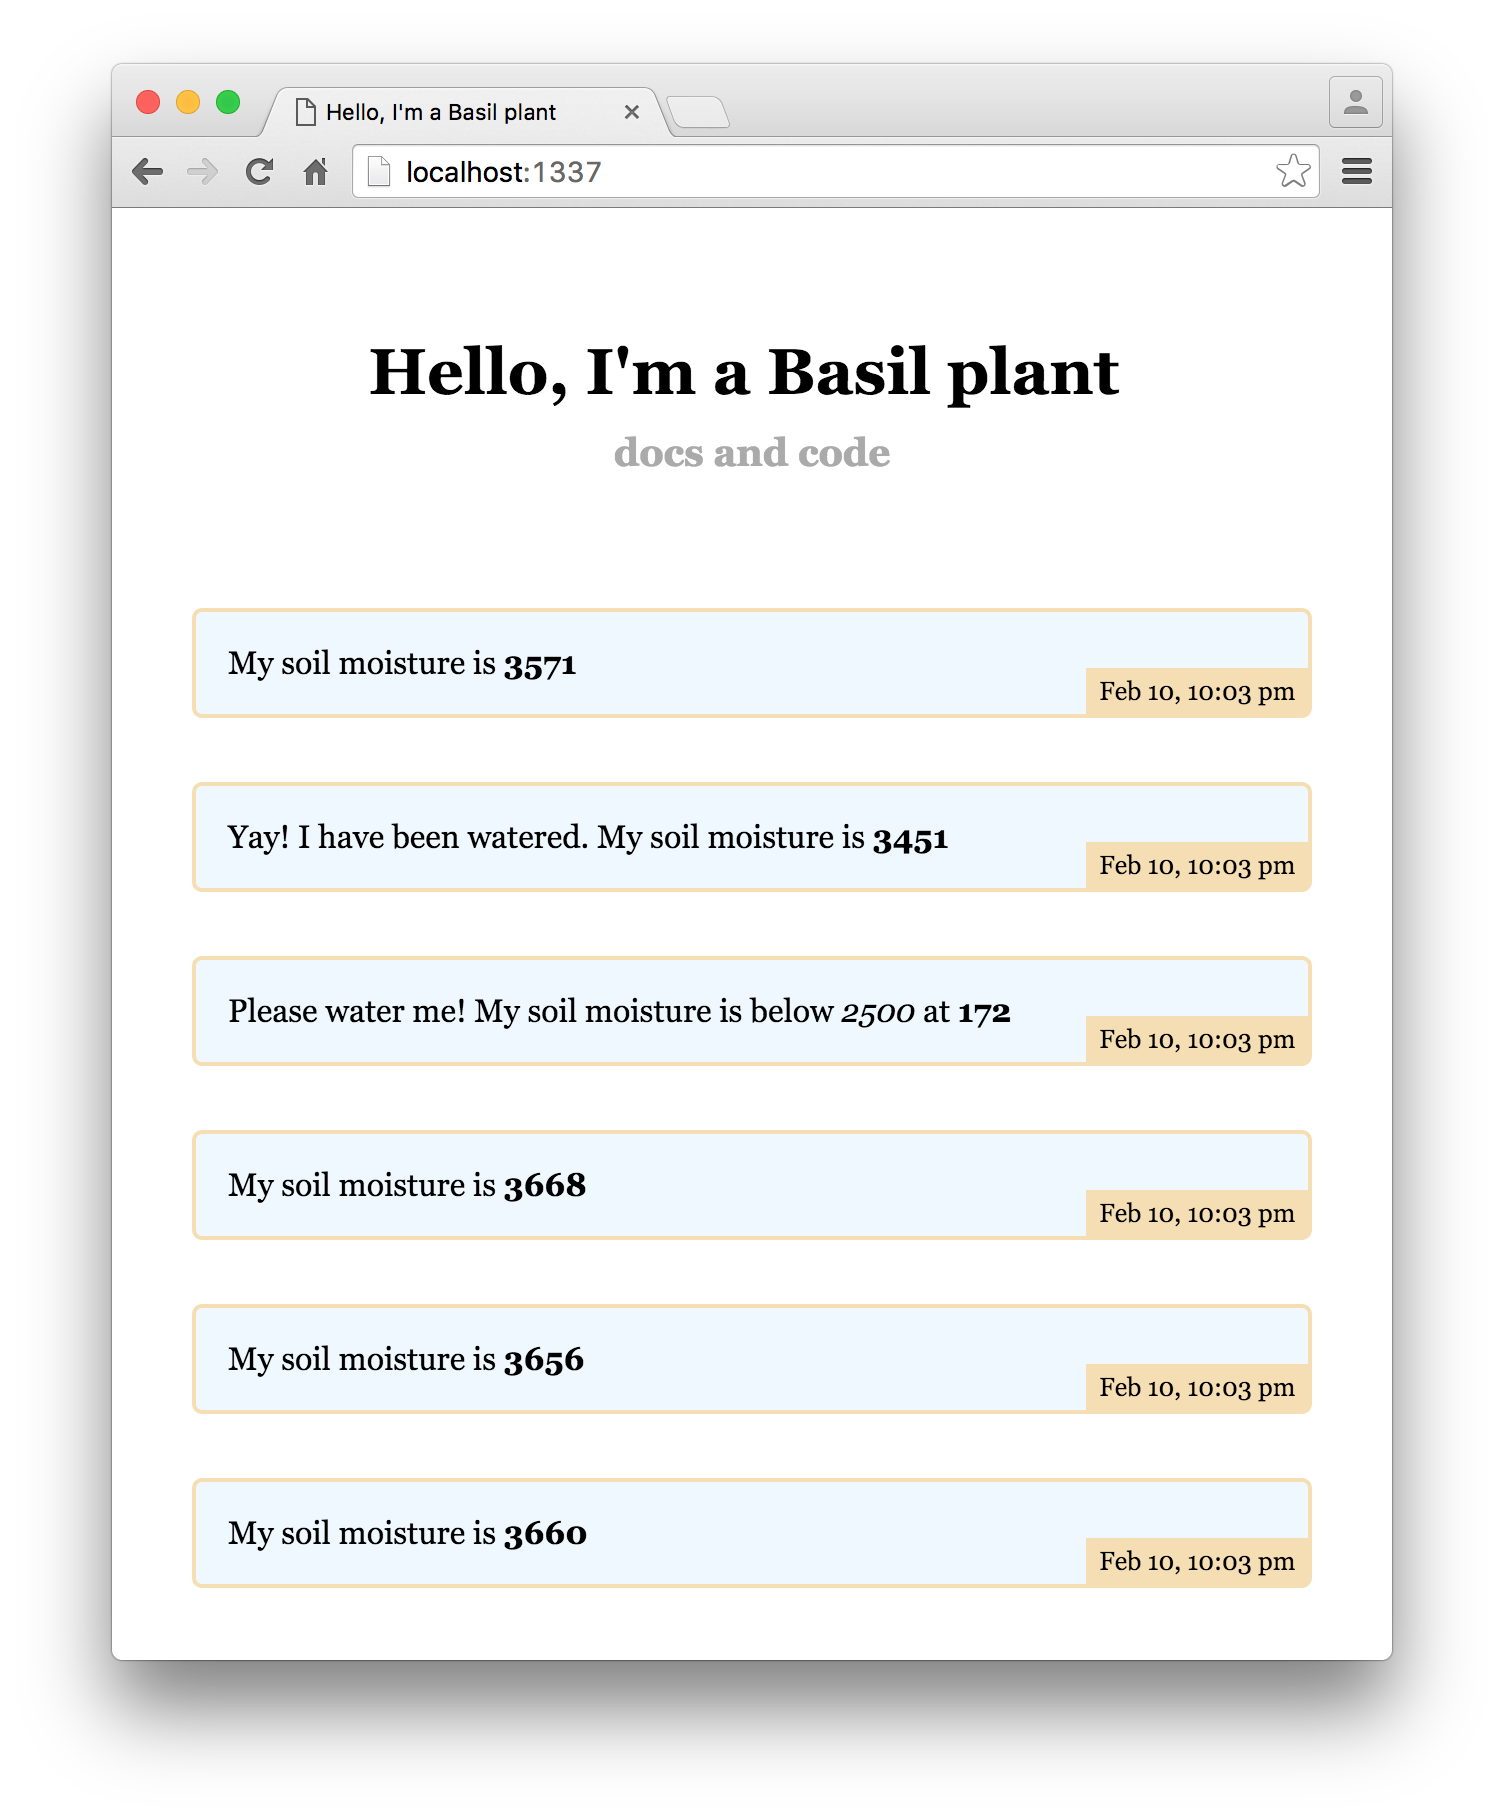 Hello, I'm a Basil plant
localhost:1337
Hello, I'm a Basil plant
docs and code
My soil moisture is 3571
Feb 10, 10:03 pm
Yay! I have been watered. My soil moisture is 3451
Feb 10, 10:03 pm
Please water me! My soil moisture is below 2500 at 172
Feb 10, 10:03 pm
My soil moisture is 3668
Feb 10, 10:03 pm
My soil moisture is 3656
Feb 10, 10:03 pm
My soil moisture is 3660
Feb 10, 10:03 pm